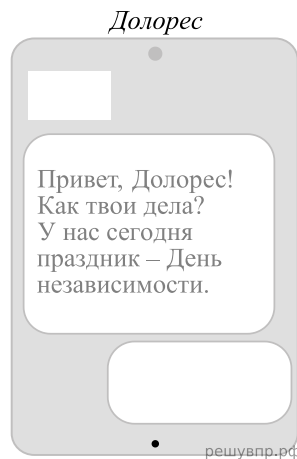 Долорес
Привет, Долорес!
Как твои дела?
У нас сегодня
праздник – День
независимости.
решувпр.рф